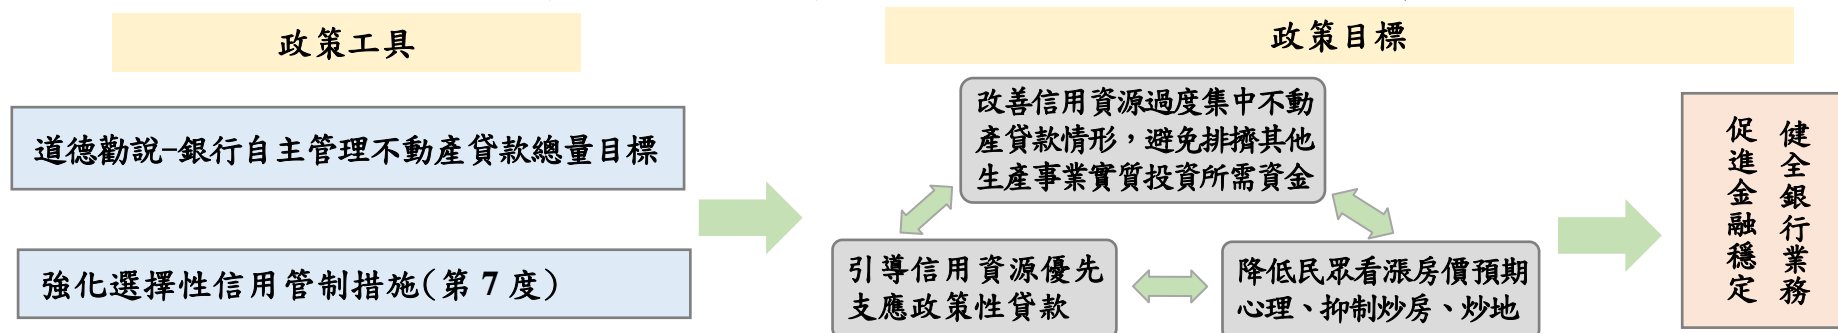 政策工具
政策目標
道德勸說-銀行自主管理不動產貸款總量目標
強化選擇性信用管制措施(第 7 度)
改善信用資源過度集中不動
產貸款情形，避免排擠其他
生產事業實質投資所需資金
引導信用資源優先
支應政策性貸款
降低民眾看漲房價預期
心理、抑制炒房、炒地
健全銀行業務
促進金融穩定